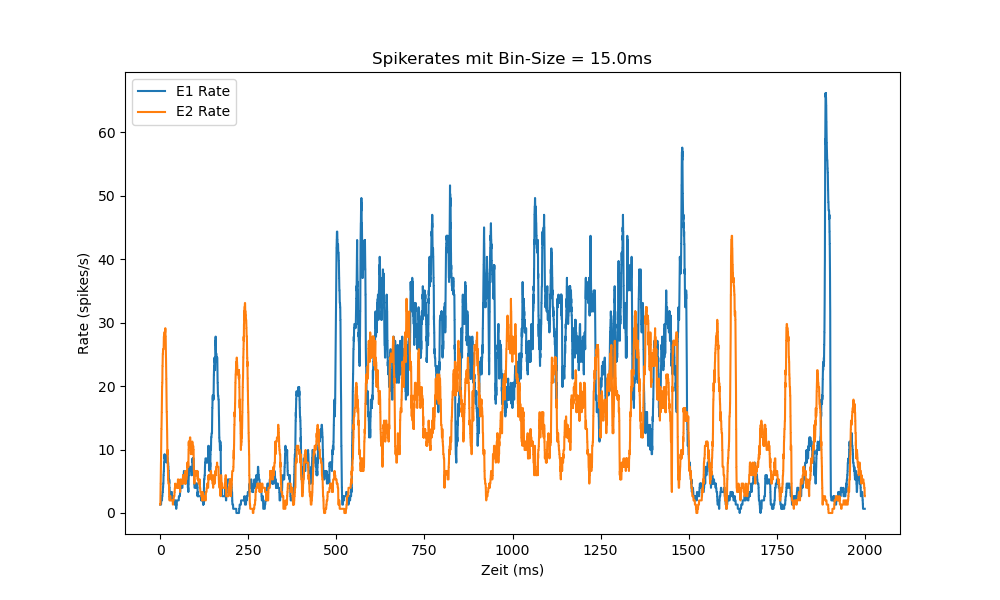 Spikerates mit Bin-Size = 15.0ms
E1 Rate
E2 Rate
60
50
40
30
20
10
0
Rate (spikes/s)
0 250 500 750 1000 1250 1500 1750 2000
Zeit (ms)